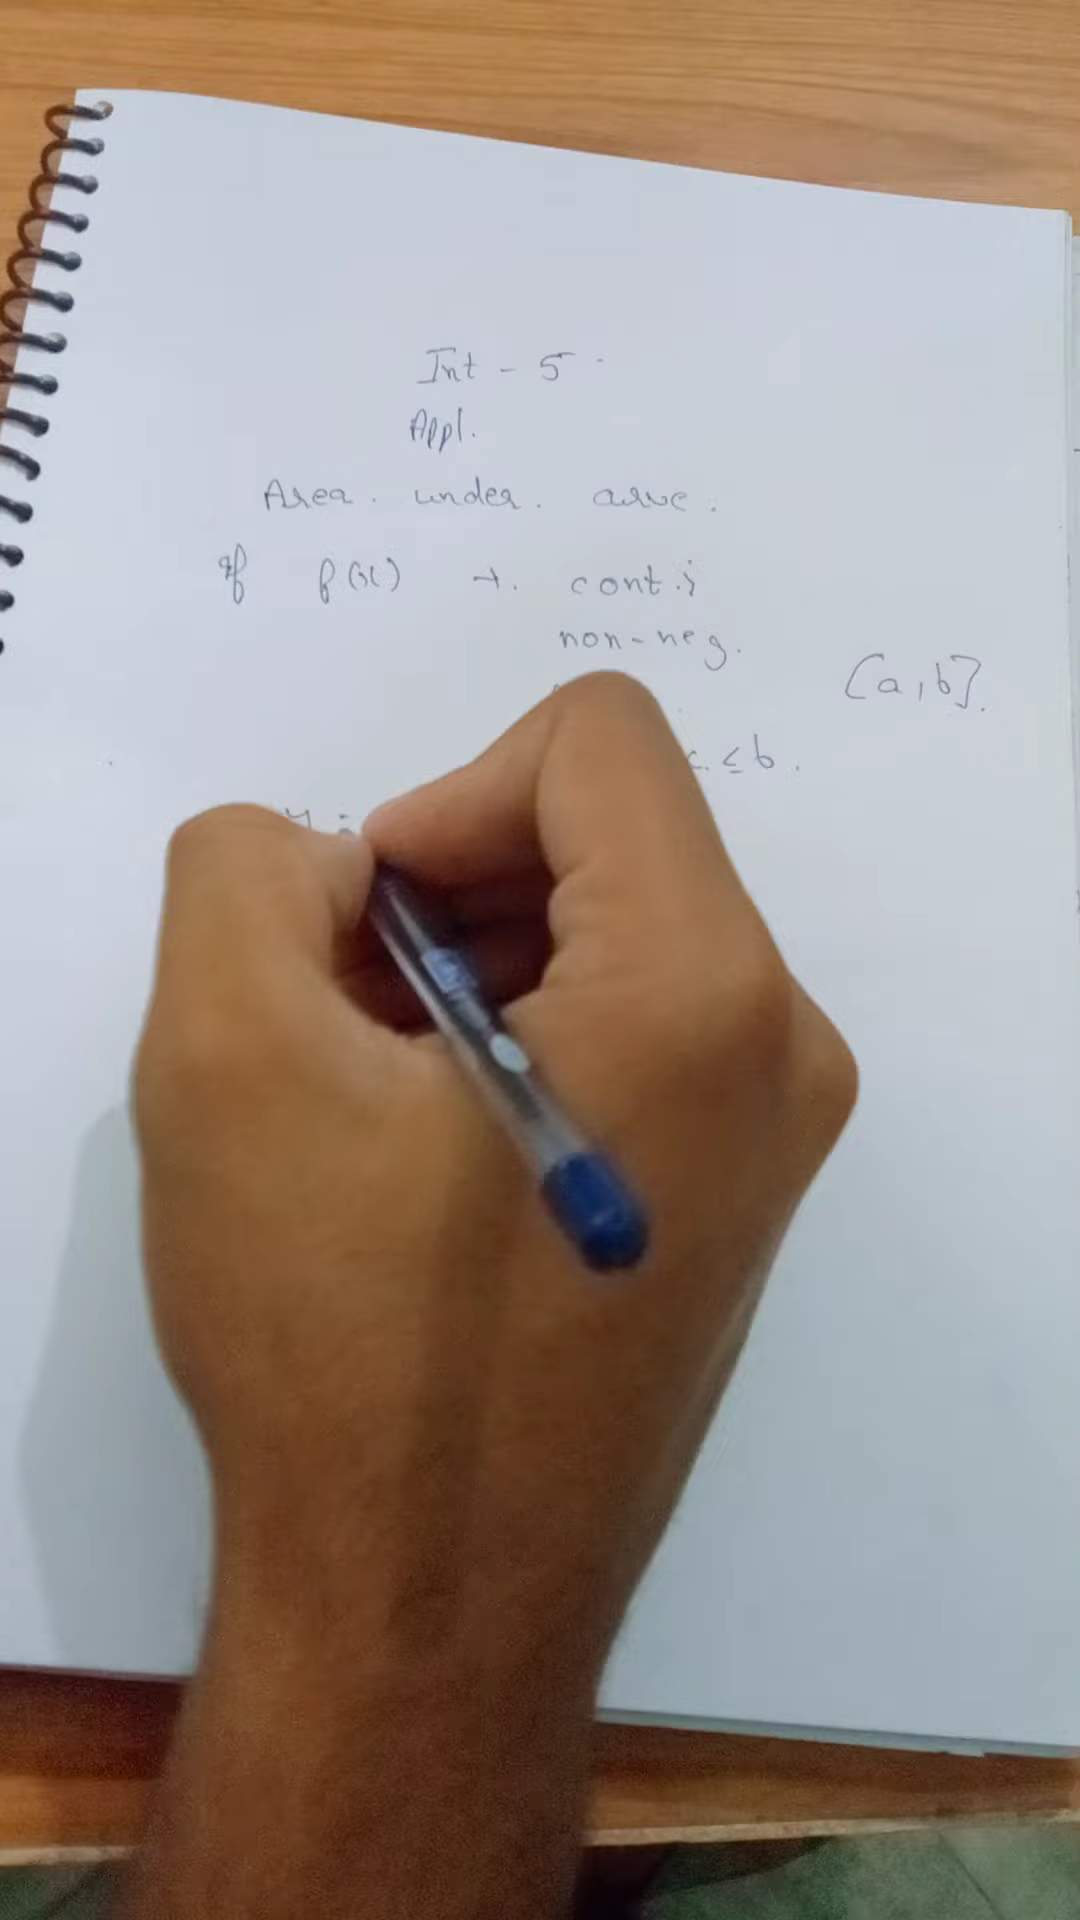 Int - 5
Appl.
Area. under. curve.
If f(x) →. cont.;
non-neg.
[a,b].
≤b.
y =